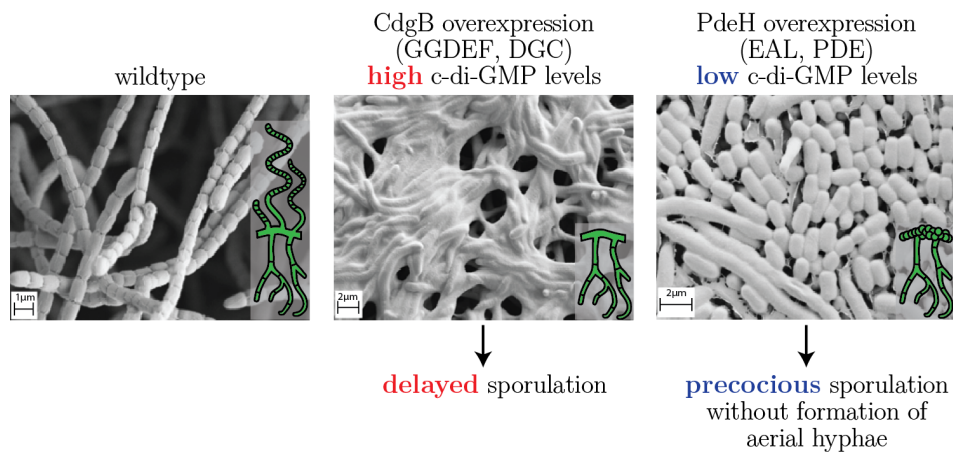 wildtype
CdgB overexpression
(GGDEF, DGC)
high c-di-GMP levels
PdeH overexpression
(EAL, PDE)
low c-di-GMP levels
1μm
2μm
2μm
delayed sporulation
precocious sporulation
without formation of
aerial hyphae